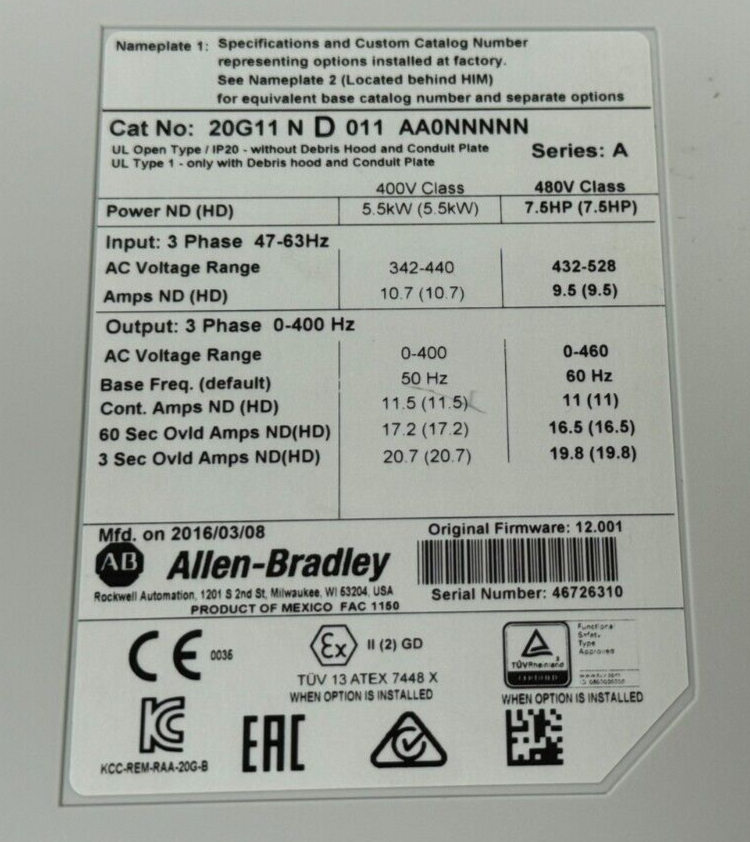 Nameplate 1: Specifications and Custom Catalog Number
representing options installed at factory.
See Nameplate 2 (Located behind HIM)
for equivalent base catalog number and separate options
Cat No: 20G11 N D 011 AA0NNNNN
UL Open Type / IP20 - without Debris Hood and Conduit Plate
UL Type 1 - only with Debris hood and Conduit Plate
Series: A
400V Class 480V Class
Power ND (HD) 5.5kW (5.5kW) 7.5HP (7.5HP)
Input: 3 Phase 47-63Hz
AC Voltage Range 342-440 432-528
Amps ND (HD) 10.7 (10.7) 9.5 (9.5)
Output: 3 Phase 0-400 Hz
AC Voltage Range 0-400 0-460
Base Freq. (default) 50 Hz 60 Hz
Cont. Amps ND (HD) 11.5 (11.5) 11 (11)
60 Sec Ovld Amps ND(HD) 17.2 (17.2) 16.5 (16.5)
3 Sec Ovld Amps ND(HD) 20.7 (20.7) 19.8 (19.8)
Mfd. on 2016/03/08 Original Firmware: 12.001
AB Allen-Bradley
Rockwell Automation, 1201 S 2nd St, Milwaukee, WI 53204, USA
PRODUCT OF MEXICO FAC 1150
Serial Number: 46726310
CE 0036
Ex II (2) GD
TÜV 13 ATEX 7448 X
WHEN OPTION IS INSTALLED
TÜVRheinland
Functional
Safety
Type
Approved
WHEN OPTION IS INSTALLED
KC
KCC-REM-RAA-20G-B
EAC